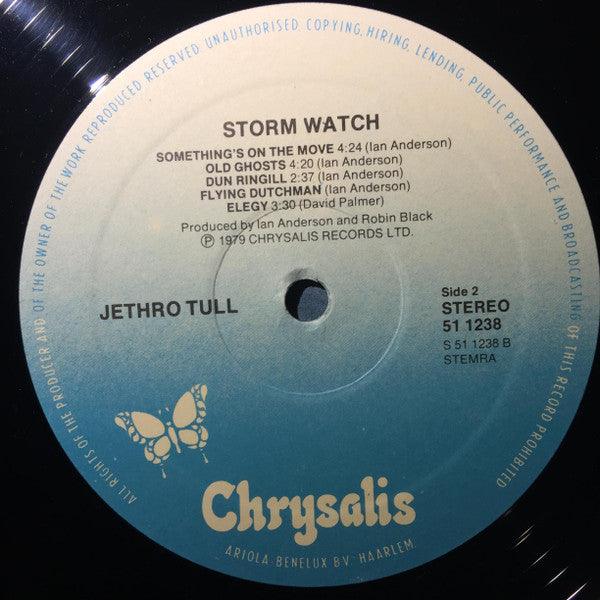 ALL RIGHTS OF THE PRODUCER AND OF THE OWNER OF THE WORK REPRODUCED RESERVED. UNAUTHORISED COPYING, HIRING, LENDING, PUBLIC PERFORMANCE AND BROADCASTING OF THIS RECORD PROHIBITED
STORM WATCH
SOMETHING'S ON THE MOVE 4:24 (Ian Anderson)
OLD GHOSTS 4:20 (Ian Anderson)
DUN RINGILL 2:37 (Ian Anderson)
FLYING DUTCHMAN (Ian Anderson)
ELEGY 3:30 (David Palmer)
Produced by Ian Anderson and Robin Black
℗ 1979 CHRYSALIS RECORDS LTD.
JETHRO TULL
Side 2
STEREO
51 1238
S 51 1238 B
STEMRA
Chrysalis
ARIOLA BENELUX B.V. HAARLEM